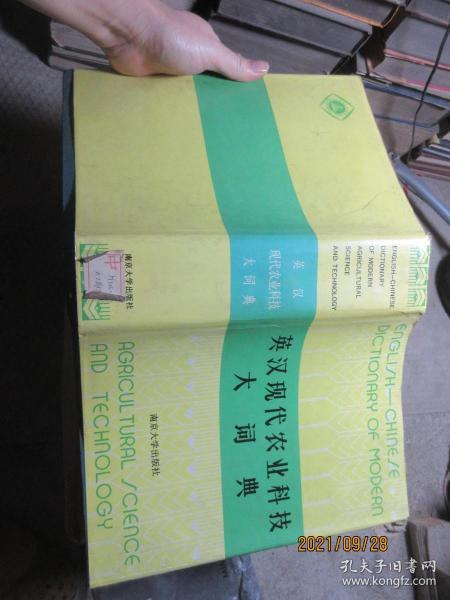 ENGLISH-CHINESE
DICTIONARY
OF MODERN
AGRICULTURAL
SCIENCE
AND TECHNOLOGY
英汉
现代农业科技
大词典
南京大学出版社
ENGLISH—CHINESE
DICTIONARY OF MODERN
英汉现代农业科技
大词典
南京大学出版社
AGRICULTURAL SCIENCE
AND TECHNOLOGY
2021/09/28
孔夫子旧书网
www.kongfz.com